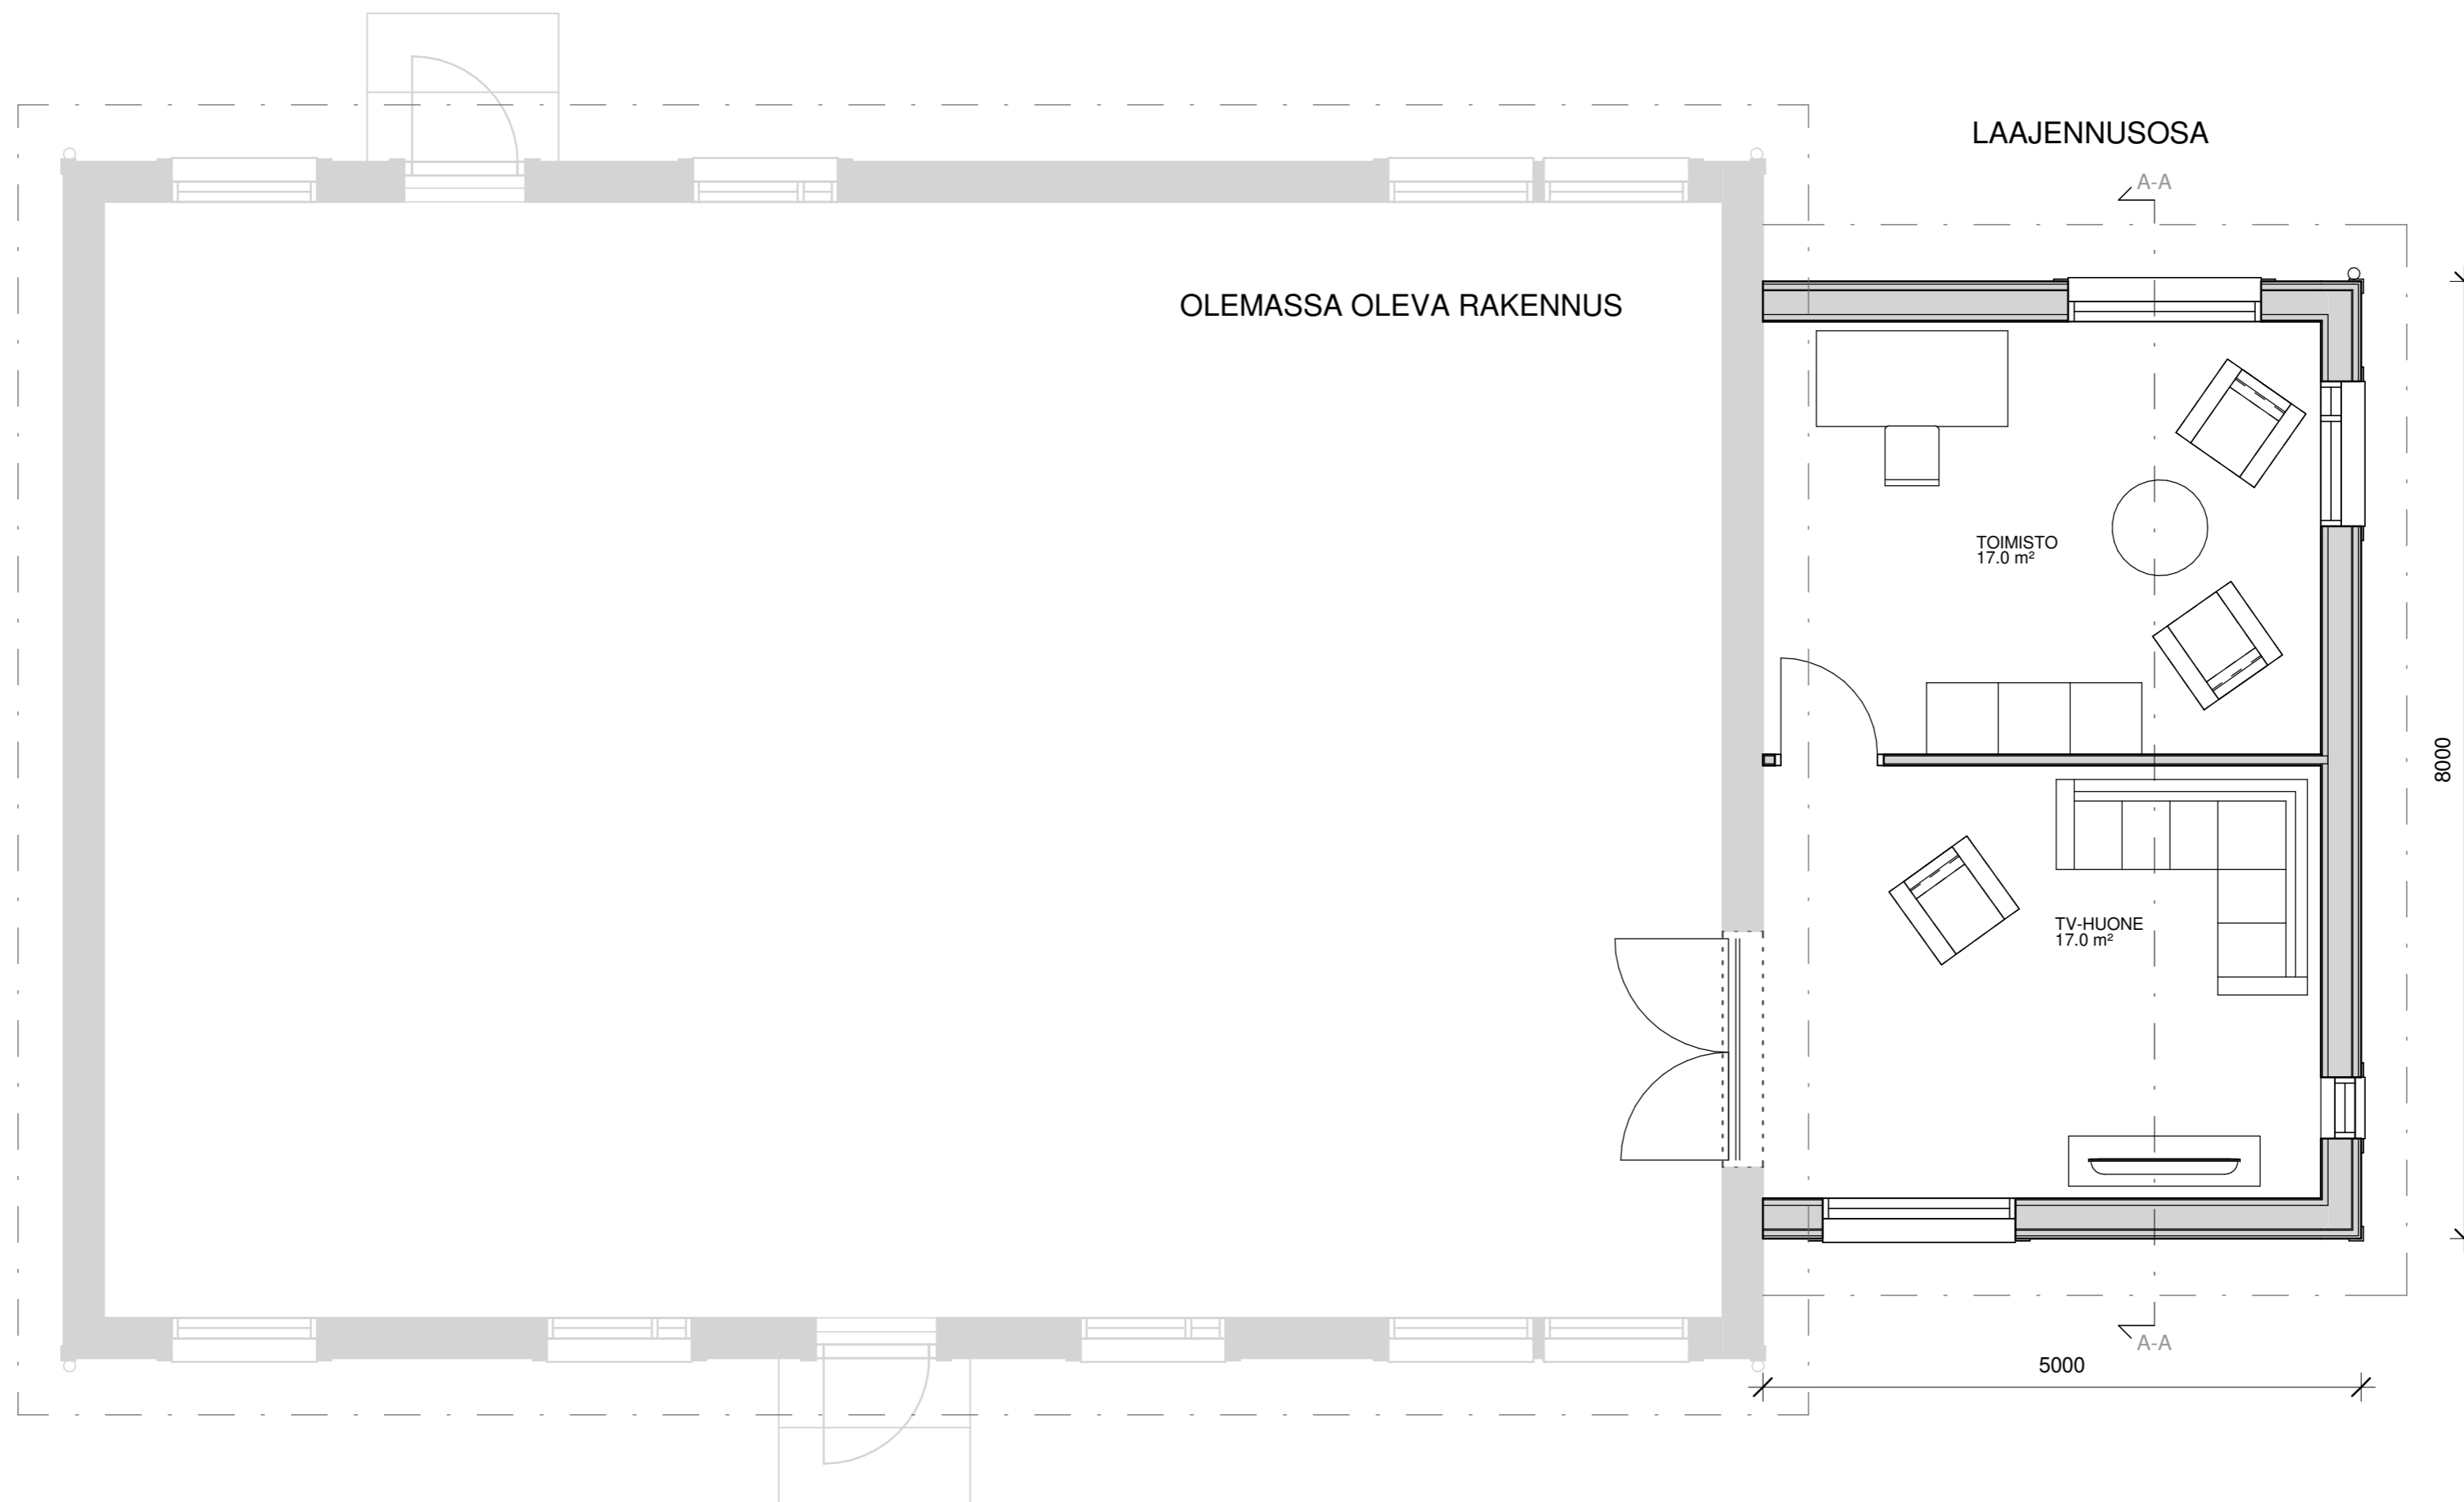 LAAJENNUSOSA
A-A
OLEMASSA OLEVA RAKENNUS
TOIMISTO
17.0 m²
8000
TV-HUONE
17.0 m²
A-A
5000